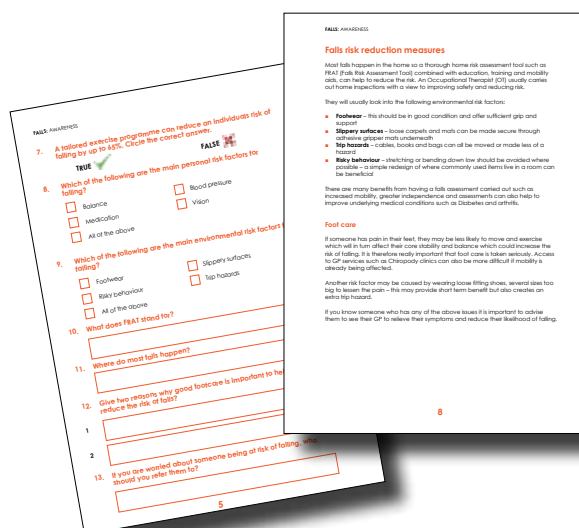 FALLS: AWARENESS
7. A tailored exercise programme can reduce an individuals risk of
falling by up to 65%. Circle the correct answer.
TRUE FALSE
8. Which of the following are the main personal risk factors for
falling?
Balance Blood pressure
Medication Vision
All of the above
9. Which of the following are the main environmental risk factors
falling?
Footwear Slippery surfaces
Risky behaviour Trip hazards
All of the above
10. What does FRAT stand for?
11. Where do most falls happen?
12. Give two reasons why good footcare is important to
reduce the risk of falls?
1
2
13. If you are worried about someone being at risk of falling, who
should you refer them to?
5
FALLS: AWARENESS
Falls risk reduction measures
Most falls happen in the home so a thorough home risk assessment tool such as
FRAT (Falls Risk Assessment Tool) combined with education, training and mobility
aids, can help to reduce the risk. An Occupational Therapist (OT) usually carries
out home inspections with a view to improving safety and reducing risk.
They will usually look into the following environmental risk factors:
Footwear – this should be in good condition and offer sufficient grip and
support
Slippery surfaces – loose carpets and mats can be made secure through
adhesive gripper mats underneath
Trip hazards – cables, books and bags can all be moved or made less of a
hazard
Risky behaviour – stretching or bending down low should be avoided where
possible – a simple redesign of where commonly used items live in a room can
be beneficial
There are many benefits from having a falls assessment carried out such as
increased mobility, greater independence and assessments can also help to
improve underlying medical conditions such as Diabetes and arthritis.
Foot care
If someone has pain in their feet, they may be less likely to move and exercise
which will in turn affect their core stability and balance which could increase the
risk of falling. It is therefore really important that foot care is taken seriously. Access
to GP services such as Chiropody clinics can also be more difficult if mobility is
already being affected.
Another risk factor may be caused by wearing loose fitting shoes, several sizes too
big to lessen the pain – this may provide short term benefit but also creates an
extra trip hazard.
If you know someone who has any of the above issues it is important to advise
them to see their GP to relieve their symptoms and reduce their likelihood of falling.
8